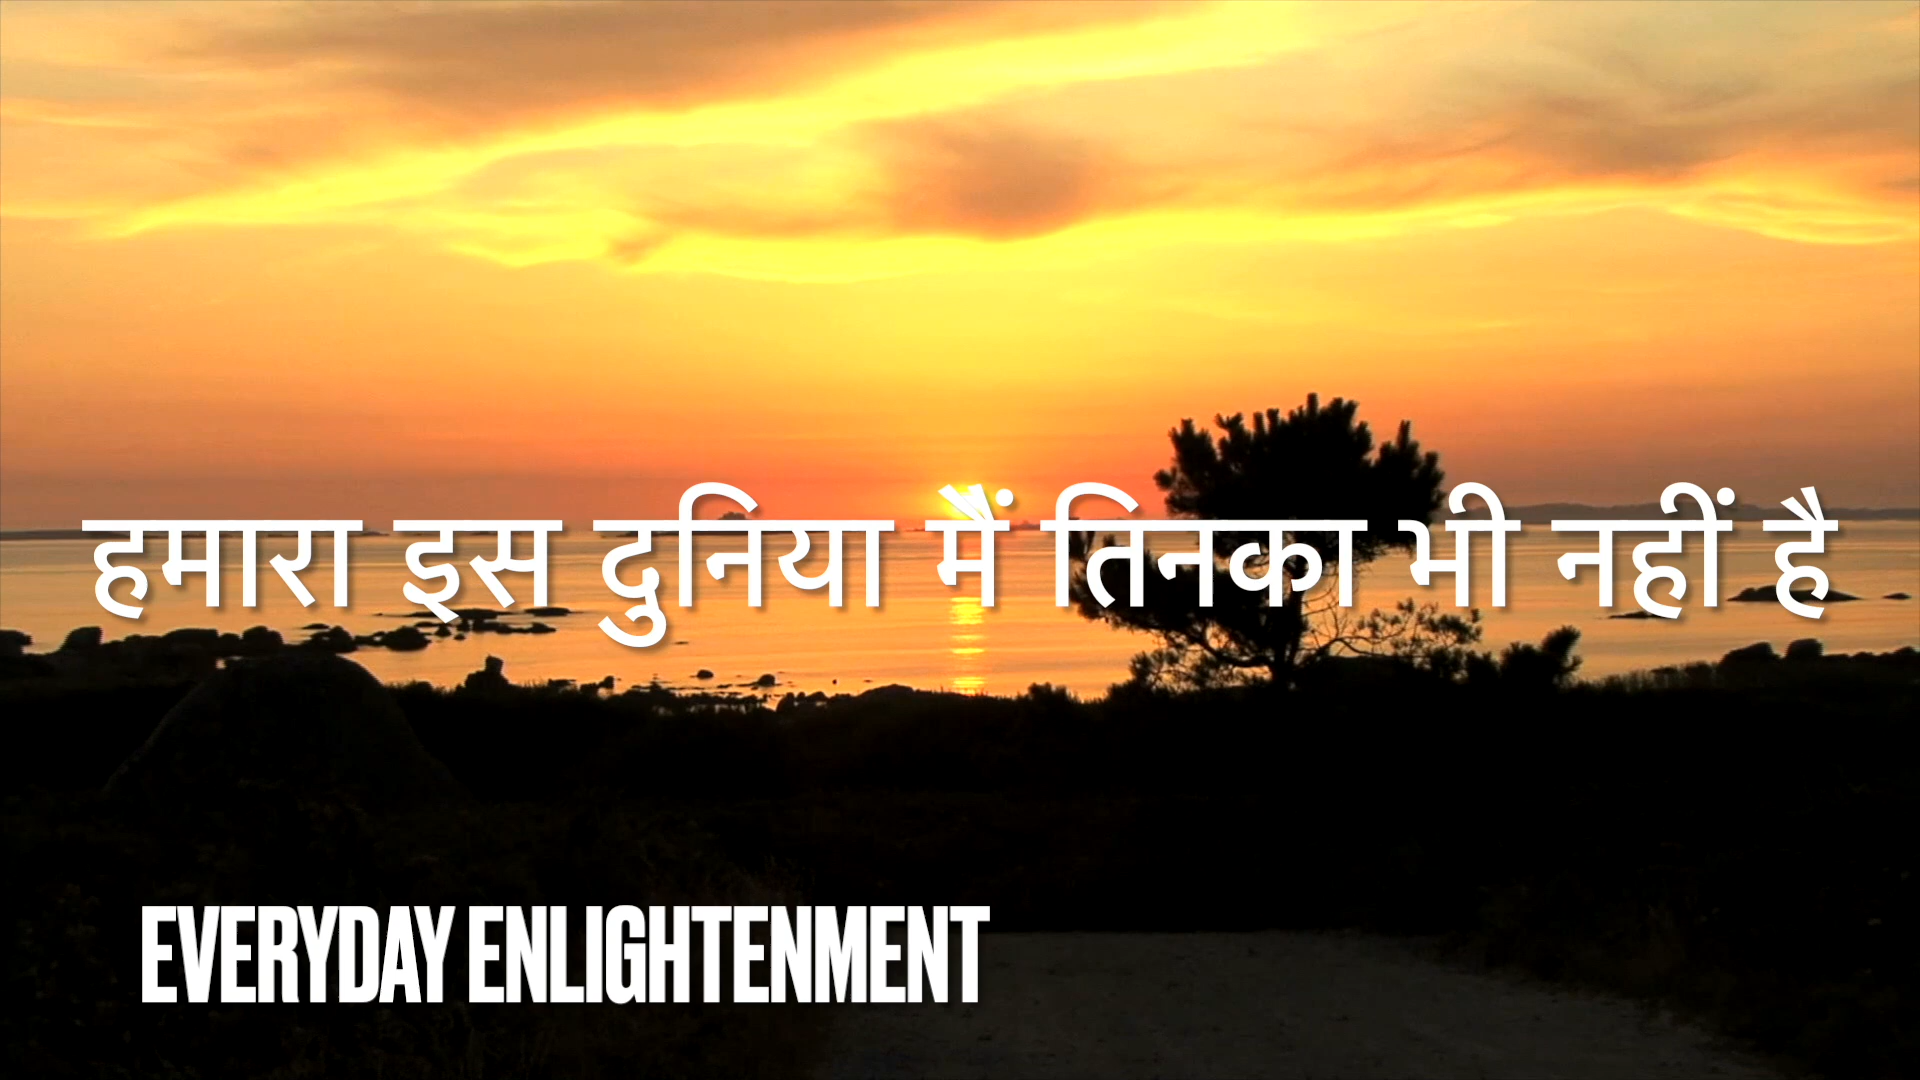 हमारा इस दुनिया मैं तिनका भी नहीं है
EVERYDAY ENLIGHTENMENT